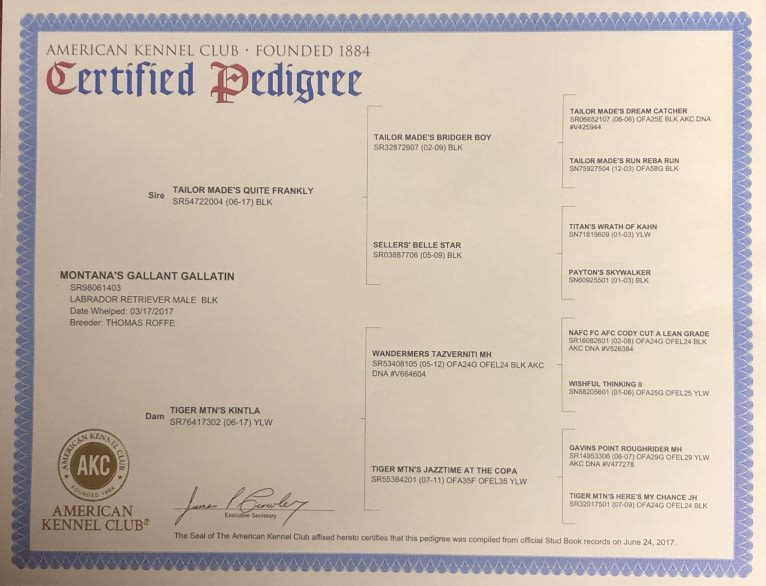 AMERICAN KENNEL CLUB · FOUNDED 1884
Certified Pedigree
TAILOR MADE'S DREAM CATCHER
SR06652107 (06-06) OFA25E BLK AKC DNA
#V425944
TAILOR MADE'S BRIDGER BOY
SR32872607 (02-09) BLK
TAILOR MADE'S RUN REBA RUN
SN75927504 (12-03) OFA58G BLK
Sire
TAILOR MADE'S QUITE FRANKLY
SR54722004 (06-17) BLK
TITAN'S WRATH OF KAHN
SN71819609 (01-03) YLW
SELLERS' BELLE STAR
SR03887706 (05-09) BLK
PAYTON'S SKYWALKER
SN60925501 (01-03) BLK
MONTANA'S GALLANT GALLATIN
SR98061403
LABRADOR RETRIEVER MALE BLK
Date Whelped: 03/17/2017
Breeder: THOMAS ROFFE
NAFC FC AFC CODY CUT A LEAN GRADE
SR16082601 (02-08) OFA24G OFEL24 BLK
AKC DNA #V526384
WANDERMERS TAZVERNITI MH
SR53408105 (05-12) OFA24G OFEL24 BLK AKC
DNA #V664604
WISHFUL THINKING II
SN88205601 (01-06) OFA25G OFEL25 YLW
Dam
TIGER MTN'S KINTLA
SR76417302 (06-17) YLW
GAVINS POINT ROUGHRIDER MH
SR14953306 (06-07) OFA29G OFEL29 YLW
AKC DNA #V477278
TIGER MTN'S JAZZTIME AT THE COPA
SR55384201 (07-11) OFA35F OFEL35 YLW
TIGER MTN'S HERE'S MY CHANCE JH
SR32017501 (07-09) OFA24G OFEL24 BLK
AMERICAN KENNEL CLUB
AKC
FOUNDED 1884
AMERICAN
KENNEL CLUB®
James P Crowley
Executive Secretary
The Seal of The American Kennel Club affixed hereto certifies that this pedigree was compiled from official Stud Book records on June 24, 2017.